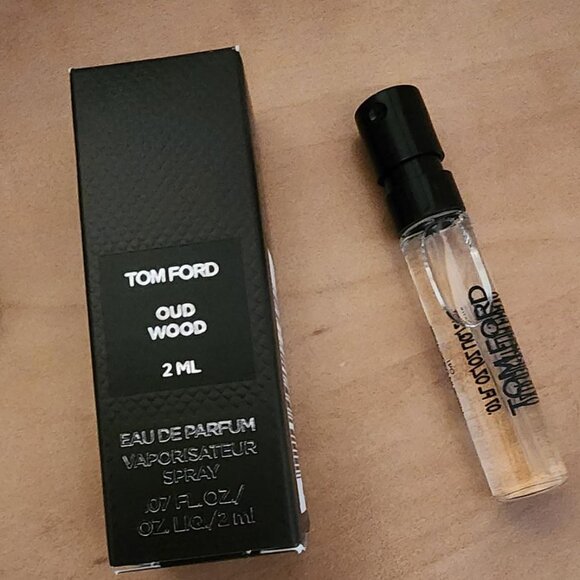 TOM FORD
OUD
WOOD
2 ML
EAU DE PARFUM
VAPORISATEUR
SPRAY
.07 FL. OZ./
OZ. LIQ./2 ml
TOM FORD